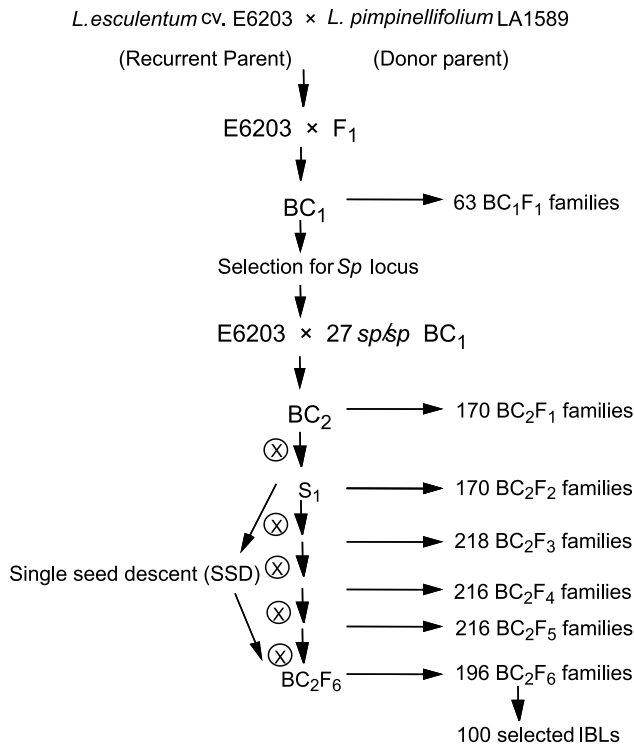 L.esculentum cv. E6203 × L. pimpinellifolium LA1589
(Recurrent Parent) (Donor parent)
E6203 × F1
BC1 63 BC1F1 families
Selection for Sp locus
E6203 × 27 sp/sp BC1
BC2 170 BC2F1 families
X
S1 170 BC2F2 families
X
218 BC2F3 families
Single seed descent (SSD) X
216 BC2F4 families
X
216 BC2F5 families
X
BC2F6 196 BC2F6 families
100 selected IBLs